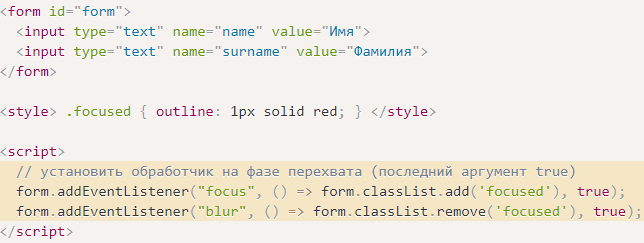 <form id="form">
  <input type="text" name="name" value="Имя">
  <input type="text" name="surname" value="Фамилия">
</form>

<style> .focused { outline: 1px solid red; } </style>

<script>
  // установить обработчик на фазе перехвата (последний аргумент true)
  form.addEventListener("focus", () => form.classList.add('focused'), true);
  form.addEventListener("blur", () => form.classList.remove('focused'), true);
</script>